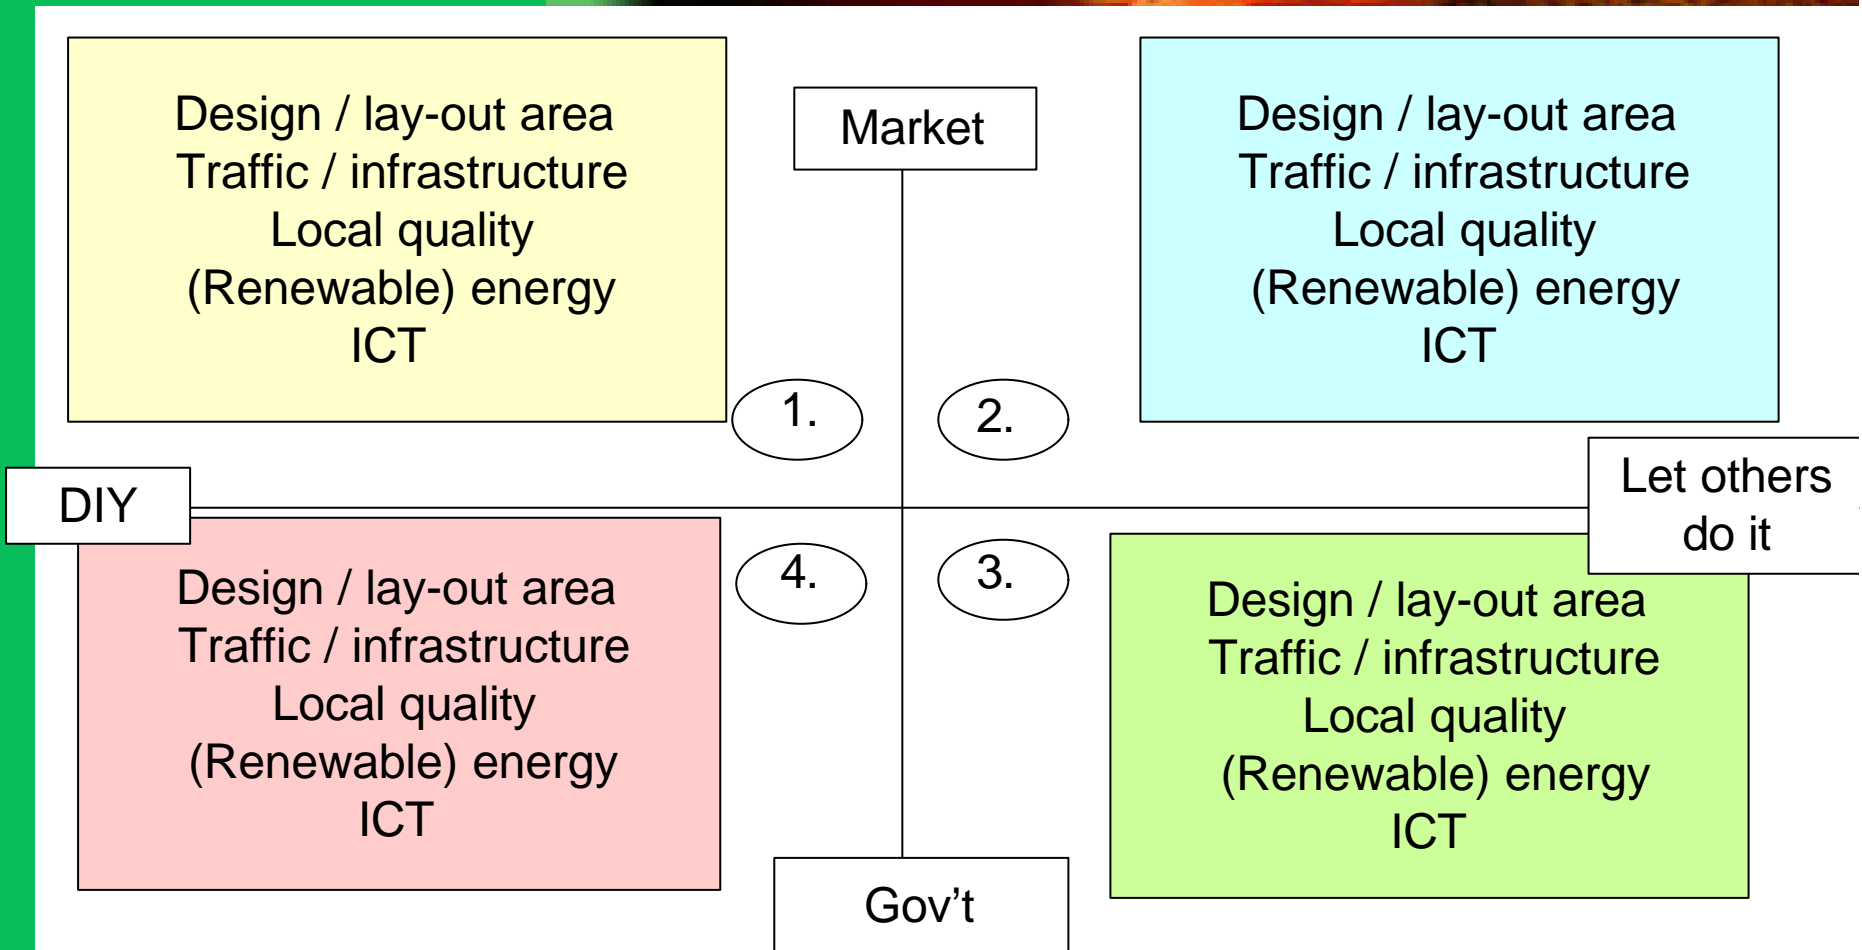 Design / lay-out area
Traffic / infrastructure
Local quality
(Renewable) energy
ICT
Market
Design / lay-out area
Traffic / infrastructure
Local quality
(Renewable) energy
ICT
1.
2.
DIY
Let others
do it
Design / lay-out area
Traffic / infrastructure
Local quality
(Renewable) energy
ICT
4.
3.
Design / lay-out area
Traffic / infrastructure
Local quality
(Renewable) energy
ICT
Gov’t